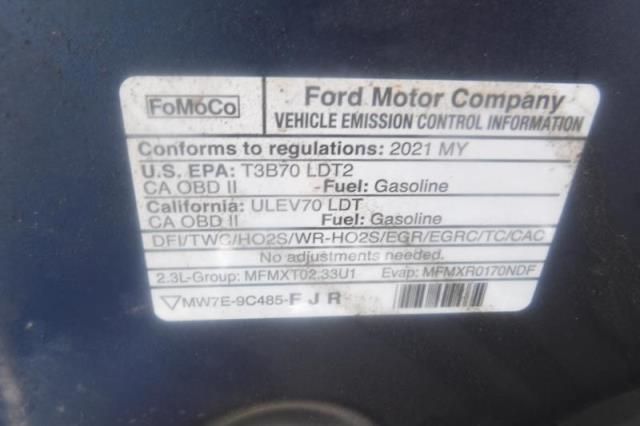 FoMoCo
Ford Motor Company
VEHICLE EMISSION CONTROL INFORMATION
Conforms to regulations: 2021 MY
U.S. EPA: T3B70 LDT2
CA OBD II Fuel: Gasoline
California: ULEV70 LDT
CA OBD II Fuel: Gasoline
DFI/TWC/HO2S/WR-HO2S/EGR/EGRC/TC/CAC
No adjustments needed.
2.3L-Group: MFMXT02.33U1 Evap: MFMXR0170NDF
MW7E-9C485-F J R